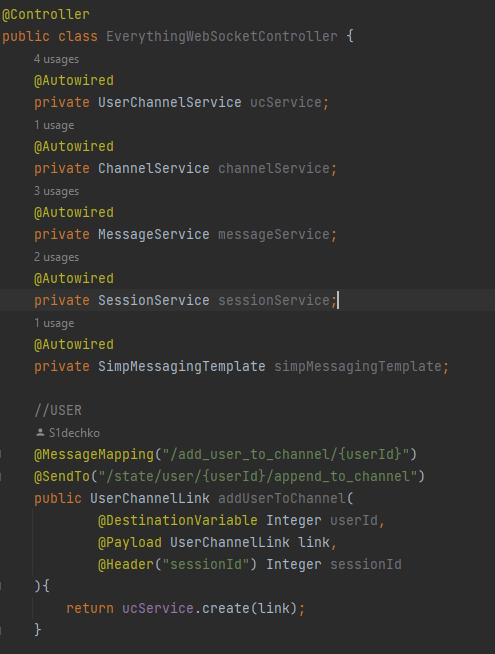 @Controller
public class EverythingWebSocketController {
4 usages
@Autowired
private UserChannelService ucService;
1 usage
@Autowired
private ChannelService channelService;
3 usages
@Autowired
private MessageService messageService;
2 usages
@Autowired
private SessionService sessionService;
1 usage
@Autowired
private SimpMessagingTemplate simpMessagingTemplate;
//USER
S1dechko
@MessageMapping("/add_user_to_channel/{userId}")
@SendTo("/state/user/{userId}/append_to_channel")
public UserChannelLink addUserToChannel(
@DestinationVariable Integer userId,
@Payload UserChannelLink link,
@Header("sessionId") Integer sessionId
){
return ucService.create(link);
}